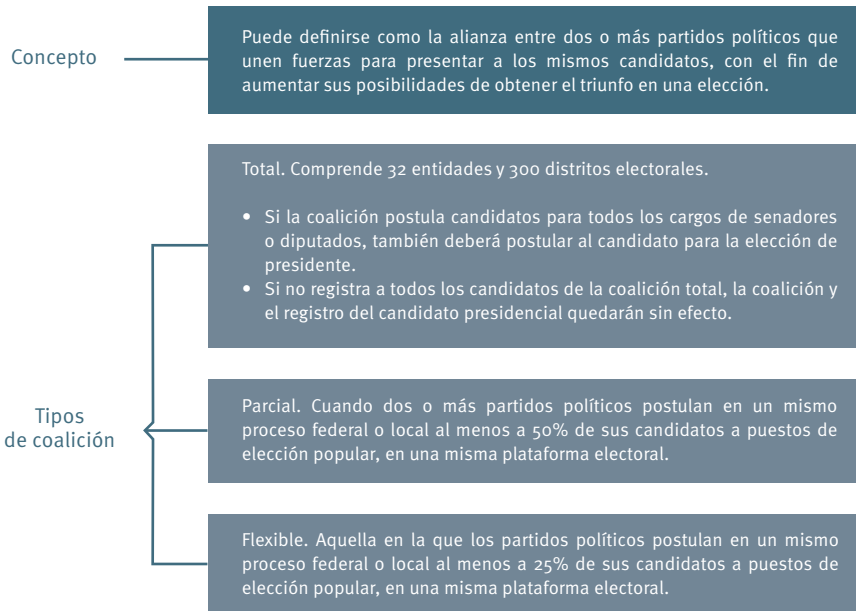 Concepto
Puede definirse como la alianza entre dos o más partidos políticos que
unen fuerzas para presentar a los mismos candidatos, con el fin de
aumentar sus posibilidades de obtener el triunfo en una elección.
Total. Comprende 32 entidades y 300 distritos electorales.
• Si la coalición postula candidatos para todos los cargos de senadores
o diputados, también deberá postular al candidato para la elección de
presidente.
• Si no registra a todos los candidatos de la coalición total, la coalición y
el registro del candidato presidencial quedarán sin efecto.
Tipos
de coalición
Parcial. Cuando dos o más partidos políticos postulan en un mismo
proceso federal o local al menos a 50% de sus candidatos a puestos de
elección popular, en una misma plataforma electoral.
Flexible. Aquella en la que los partidos políticos postulan en un mismo
proceso federal o local al menos a 25% de sus candidatos a puestos de
elección popular, en una misma plataforma electoral.